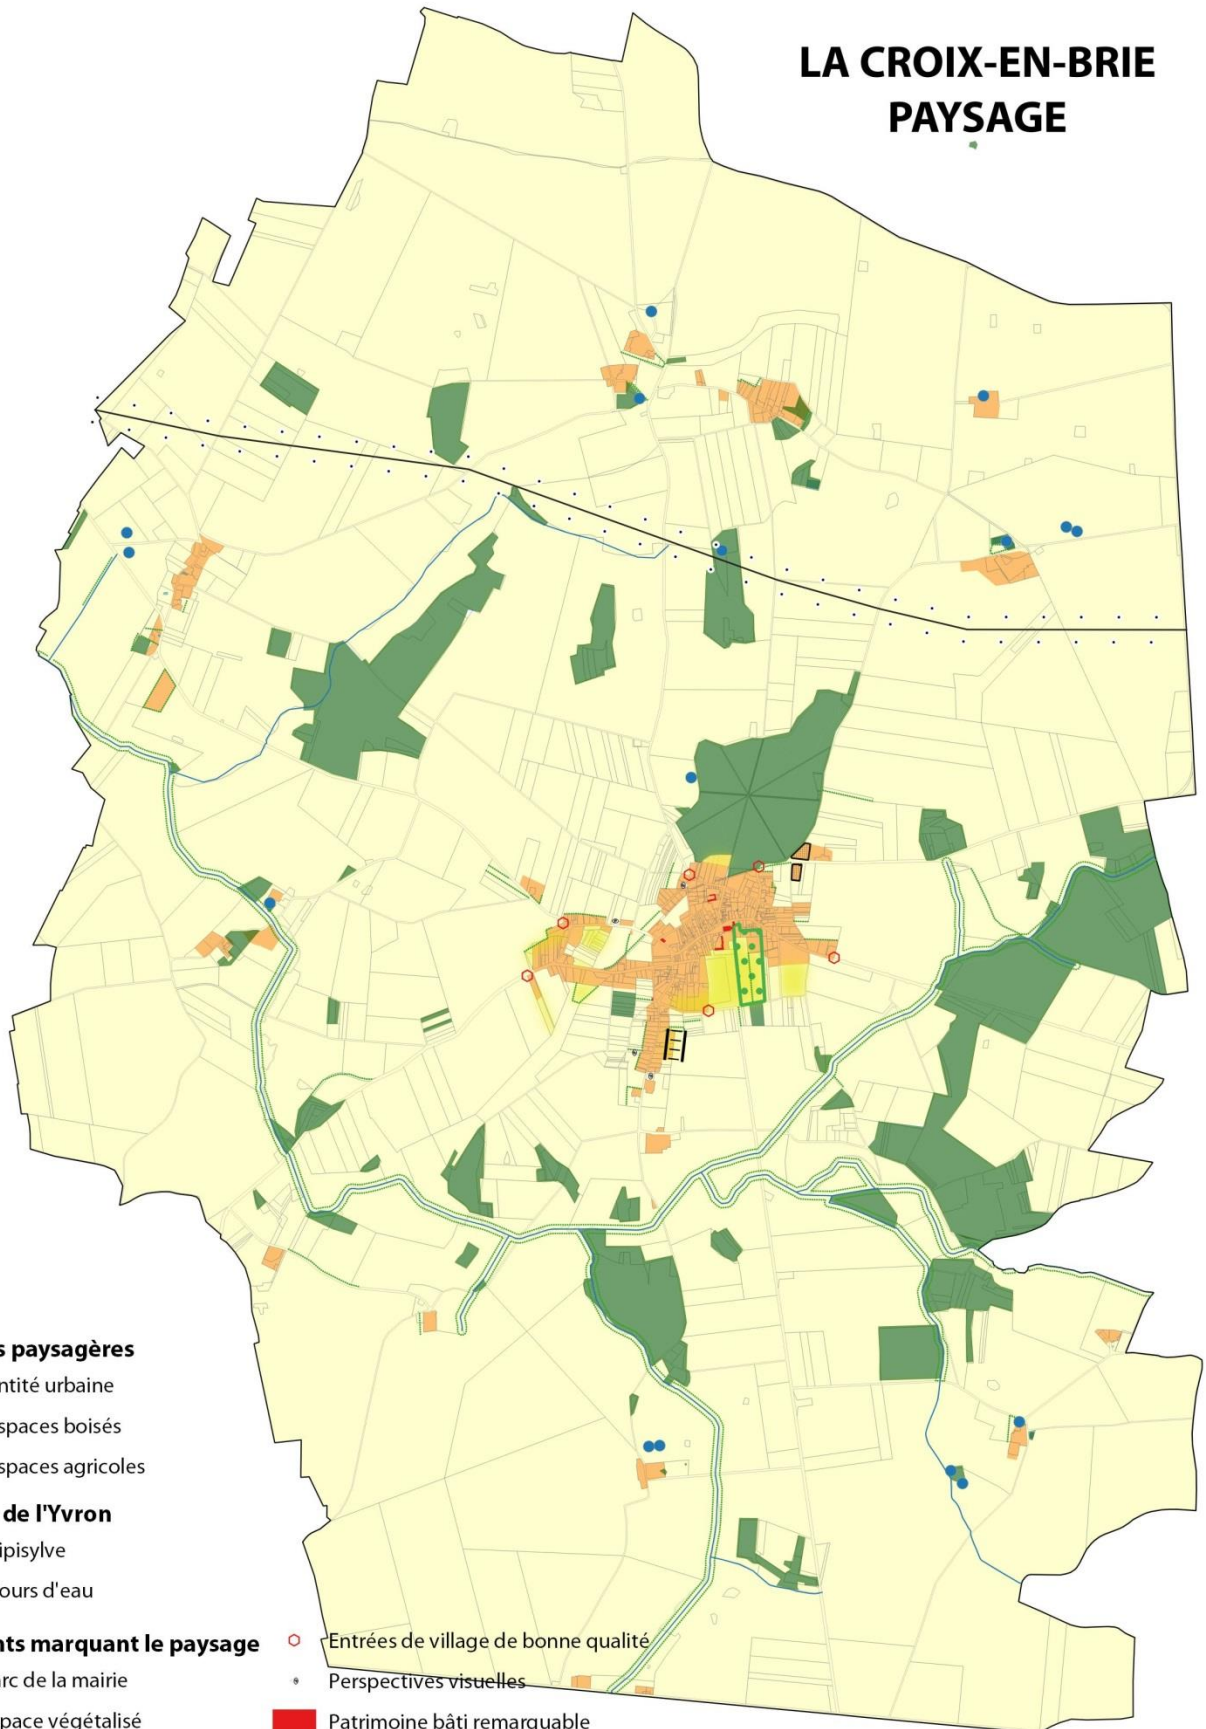 LA CROIX-EN-BRIE
PAYSAGE
s paysagères
ntité urbaine
spaces boisés
spaces agricoles
de l'Yvron
ipisylve
ours d'eau
nts marquant le paysage
rc de la mairie
pace végétalisé
Entrées de village de bonne qualité
Perspectives visuelles
Patrimoine bâti remarquable